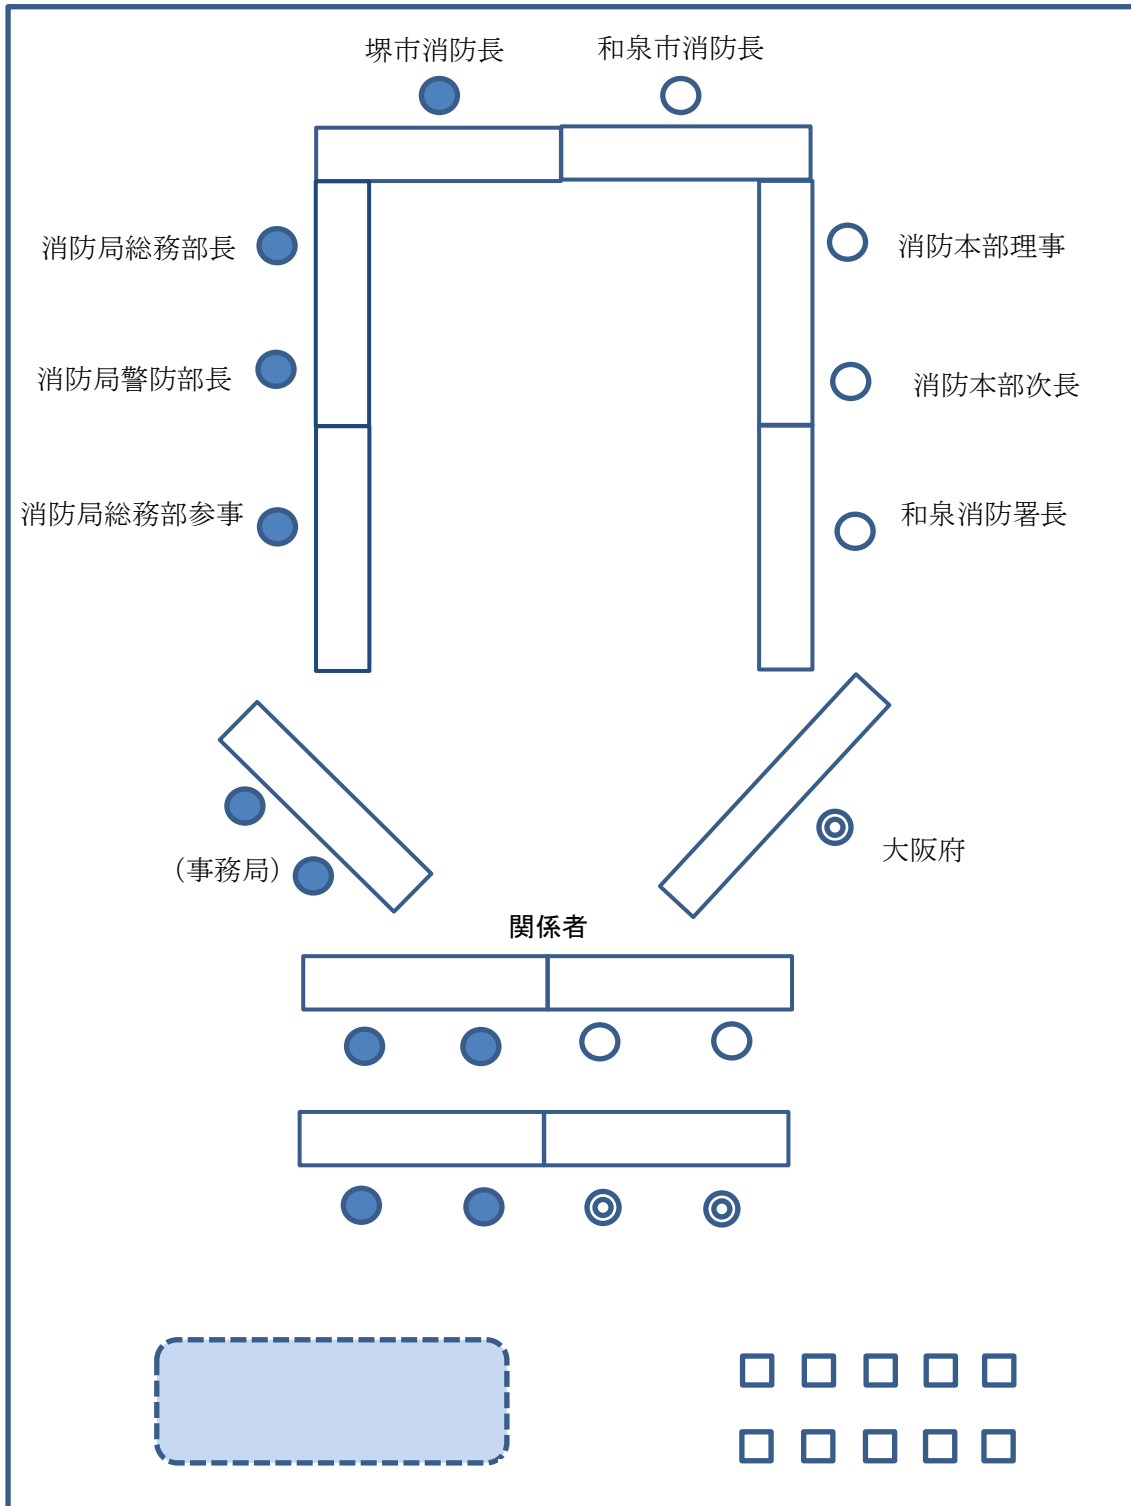 堺市消防長
和泉市消防長
消防局総務部長
消防本部理事
消防局警防部長
消防本部次長
消防局総務部参事
和泉消防署長
大阪府
（事務局）
関係者